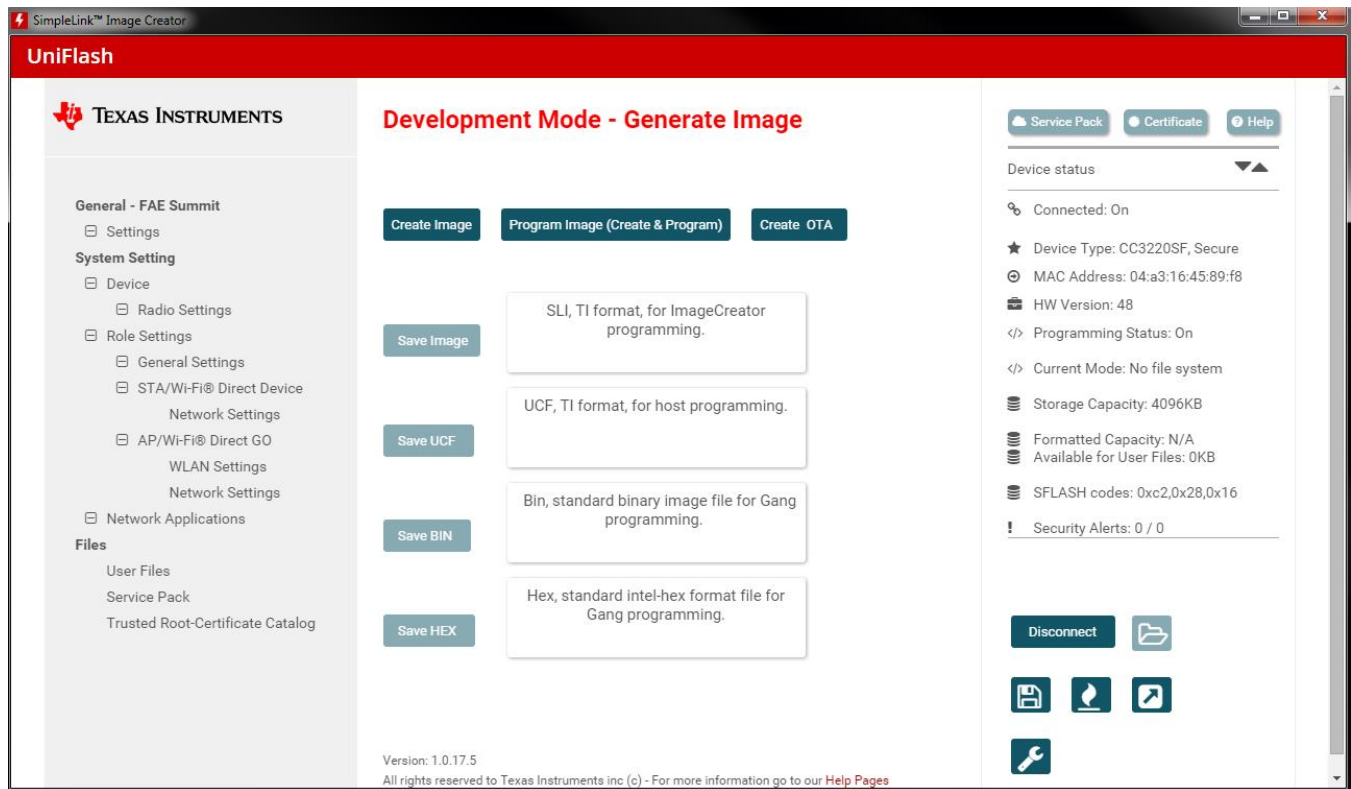 SimpleLink™ Image Creator
UniFlash
TEXAS INSTRUMENTS
General - FAE Summit
Settings
System Setting
Device
Radio Settings
Role Settings
General Settings
STA/Wi-Fi® Direct Device
Network Settings
AP/Wi-Fi® Direct GO
WLAN Settings
Network Settings
Network Applications
Files
User Files
Service Pack
Trusted Root-Certificate Catalog
Development Mode - Generate Image
Create Image
Program Image (Create & Program)
Create OTA
Save Image
SLI, TI format, for ImageCreator
programming.
Save UCF
UCF, TI format, for host programming.
Save BIN
Bin, standard binary image file for Gang
programming.
Save HEX
Hex, standard intel-hex format file for
Gang programming.
Version: 1.0.17.5
All rights reserved to Texas Instruments inc (c) - For more information go to our Help Pages
Service Pack
Certificate
Help
Device status
Connected: On
Device Type: CC3220SF, Secure
MAC Address: 04:a3:16:45:89:f8
HW Version: 48
Programming Status: On
Current Mode: No file system
Storage Capacity: 4096KB
Formatted Capacity: N/A
Available for User Files: 0KB
SFLASH codes: 0xc2,0x28,0x16
Security Alerts: 0 / 0
Disconnect